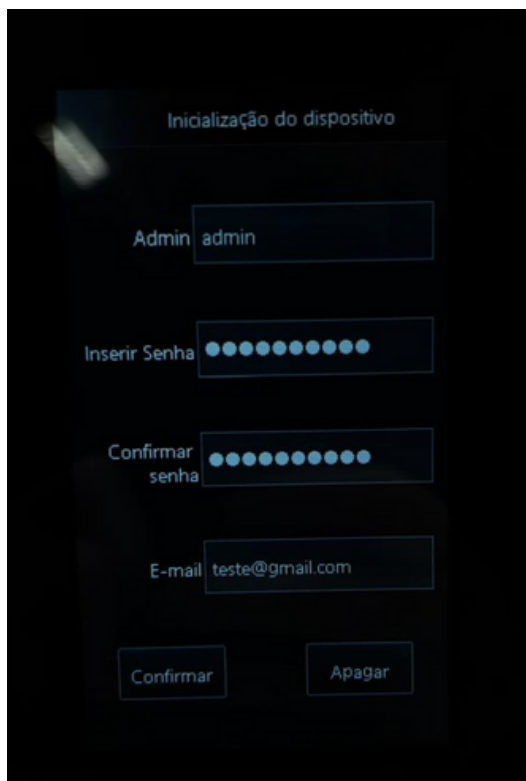 Inicialização do dispositivo
Admin admin
Inserir Senha ●●●●●●●●●●
Confirmar
senha ●●●●●●●●●●
E-mail teste@gmail.com
Confirmar Apagar